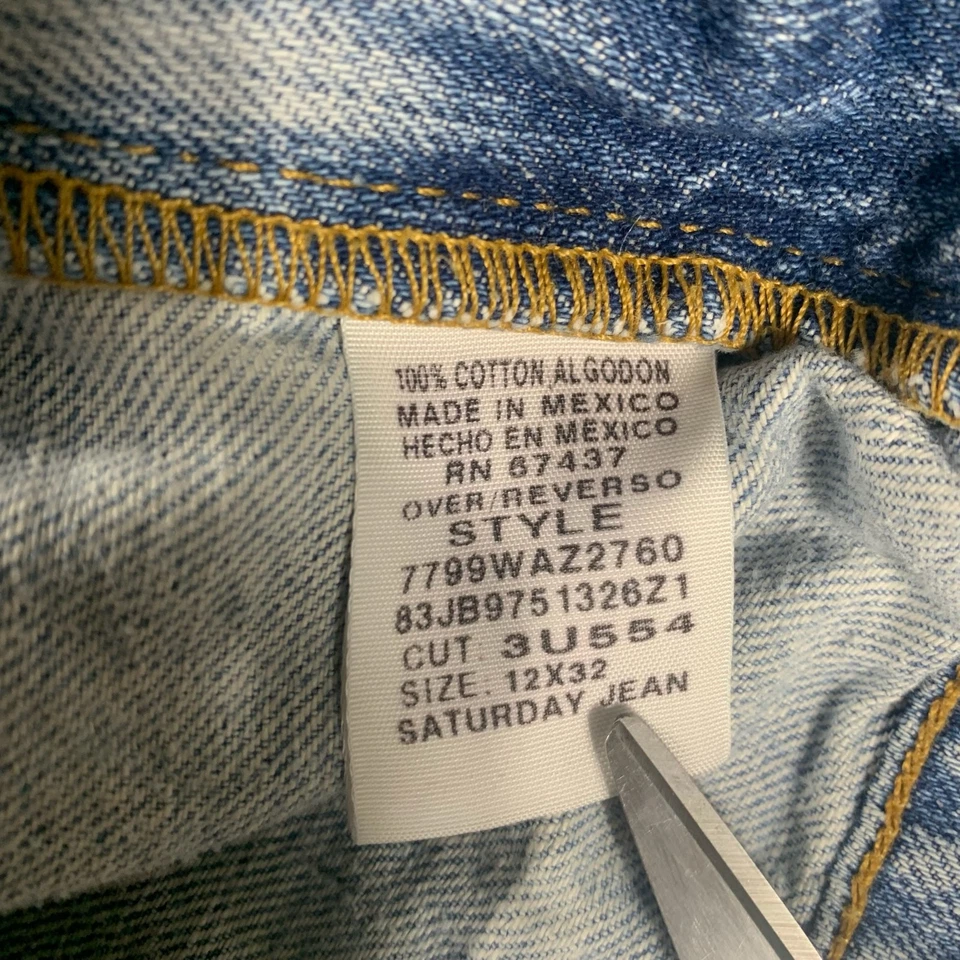 100% COTTON ALGODON
MADE IN MEXICO
HECHO EN MEXICO
RN 67437
OVER/REVERSO
STYLE
7799WAZ2760
83JB9751326Z1
CUT. 3U554
SIZE. 12X32
SATURDAY JEAN